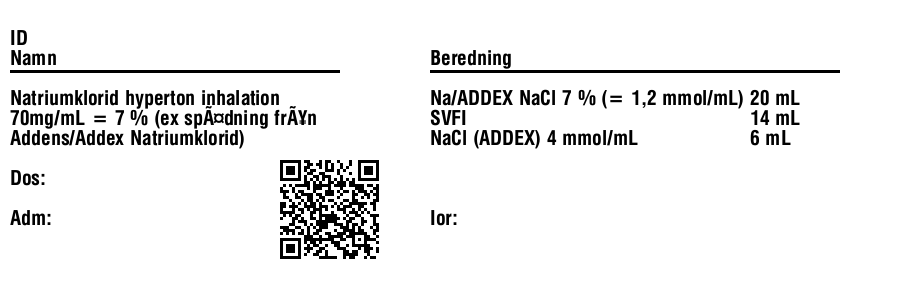 ID
Namn
Natriumklorid hyperton inhalation
70mg/mL = 7 % (ex spÃ¤dning frÃ¥n
Addens/Addex Natriumklorid)
Dos:
Adm:
Beredning
Na/ADDEX NaCl 7 % (= 1,2 mmol/mL) 20 mL
SVFI 14 mL
NaCl (ADDEX) 4 mmol/mL 6 mL
Ior: